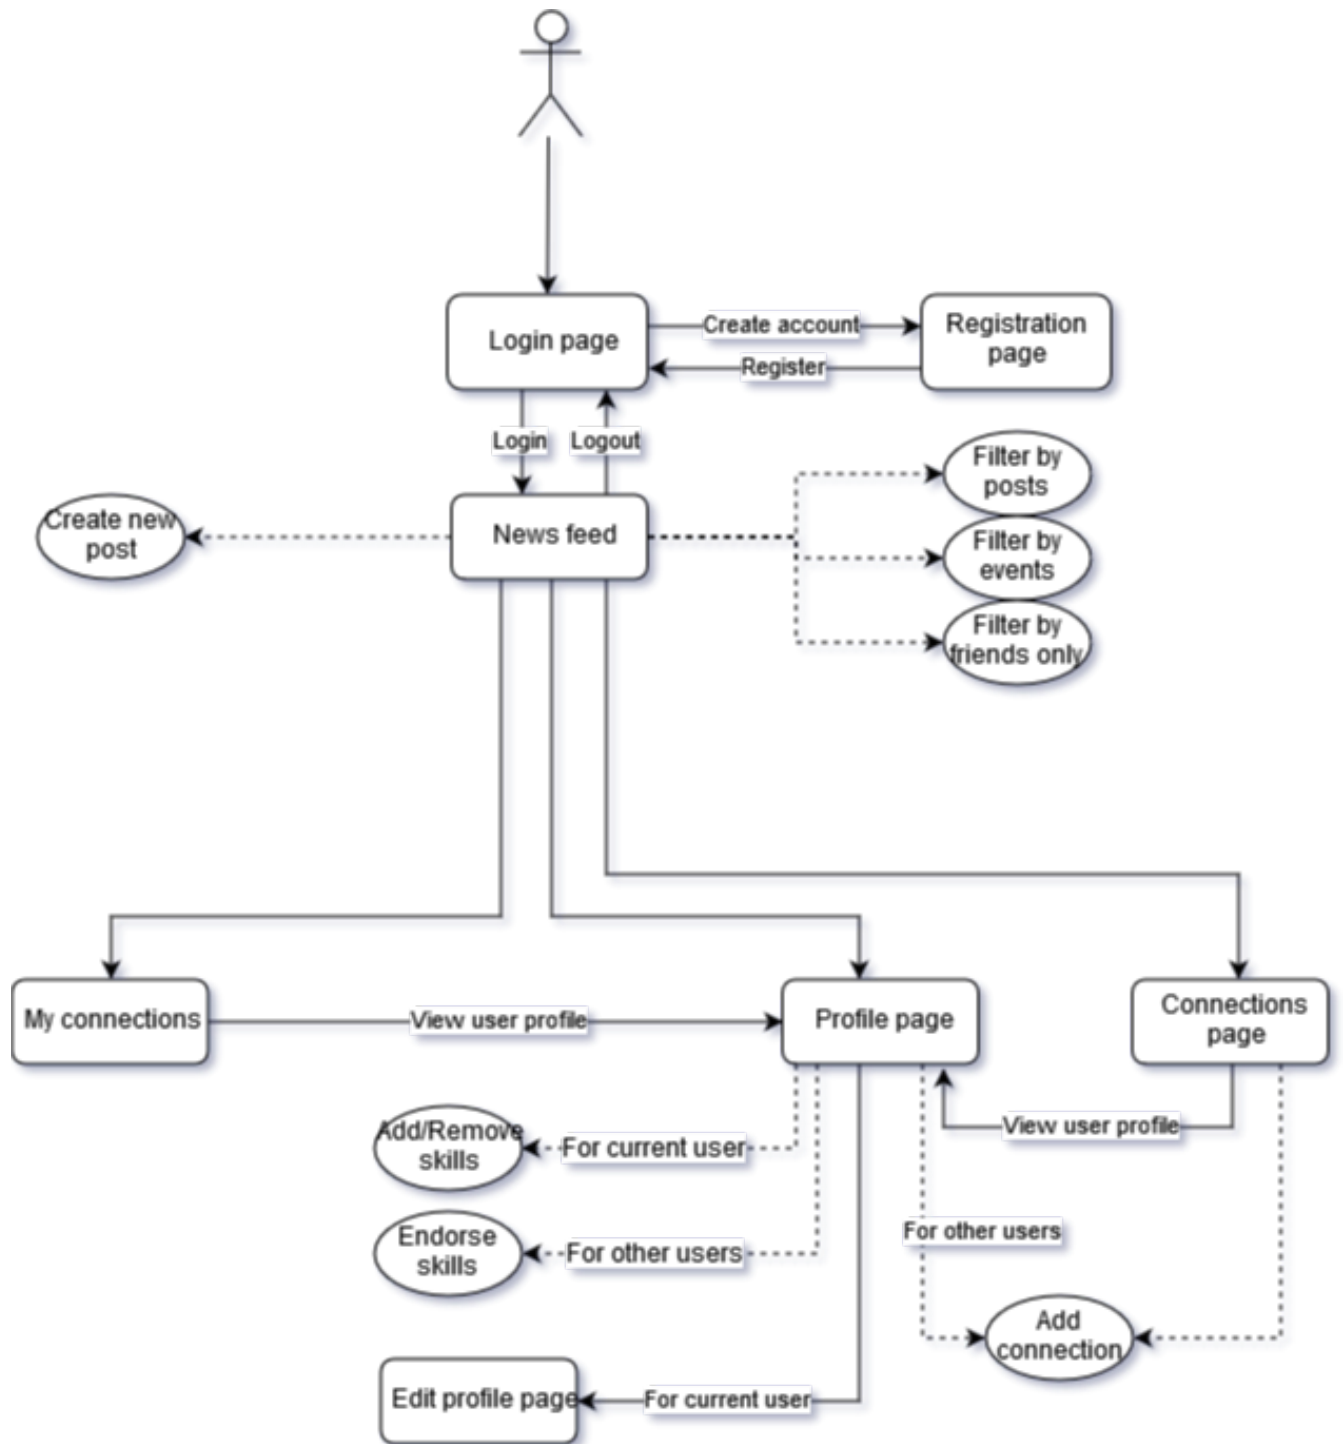 Login page
Create account
Register
Registration
page
Login
Logout
News feed
Create new
post
Filter by
posts
Filter by
events
Filter by
friends only
My connections
View user profile
Profile page
Connections
page
View user profile
Add/Remove
skills
For current user
Endorse
skills
For other users
For other users
Add
connection
Edit profile page
For current user